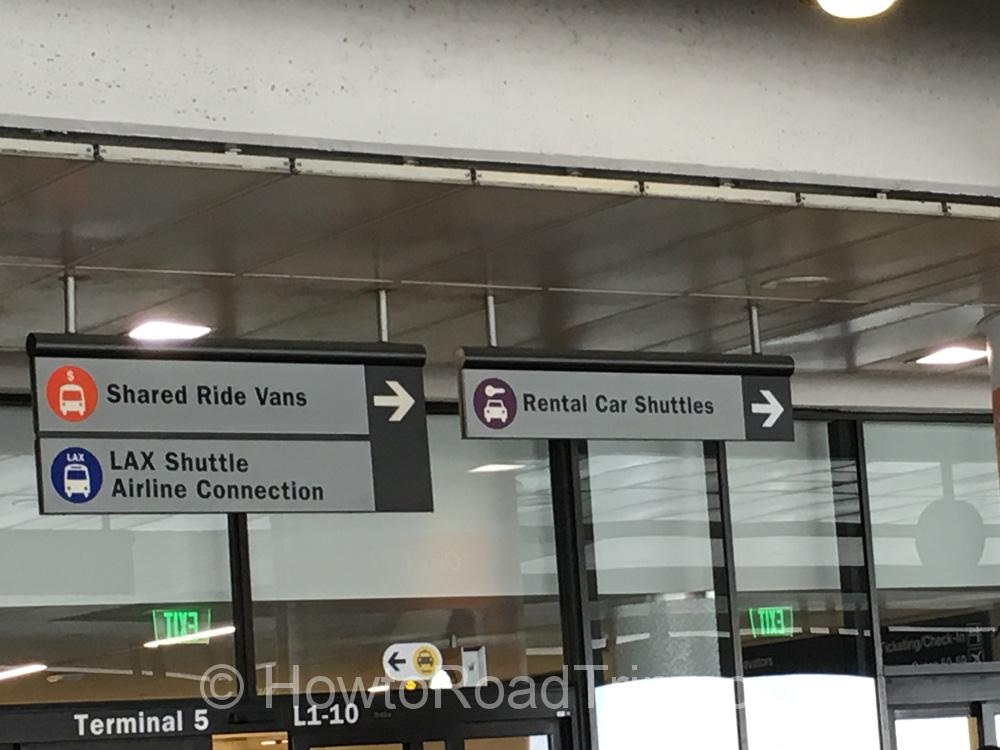 $
Shared Ride Vans
LAX
LAX Shuttle
Airline Connection
Rental Car Shuttles
EXIT
EXIT
Ticketing/Check-In
Terminal 5
L1-10
© HowtoRoadTrip